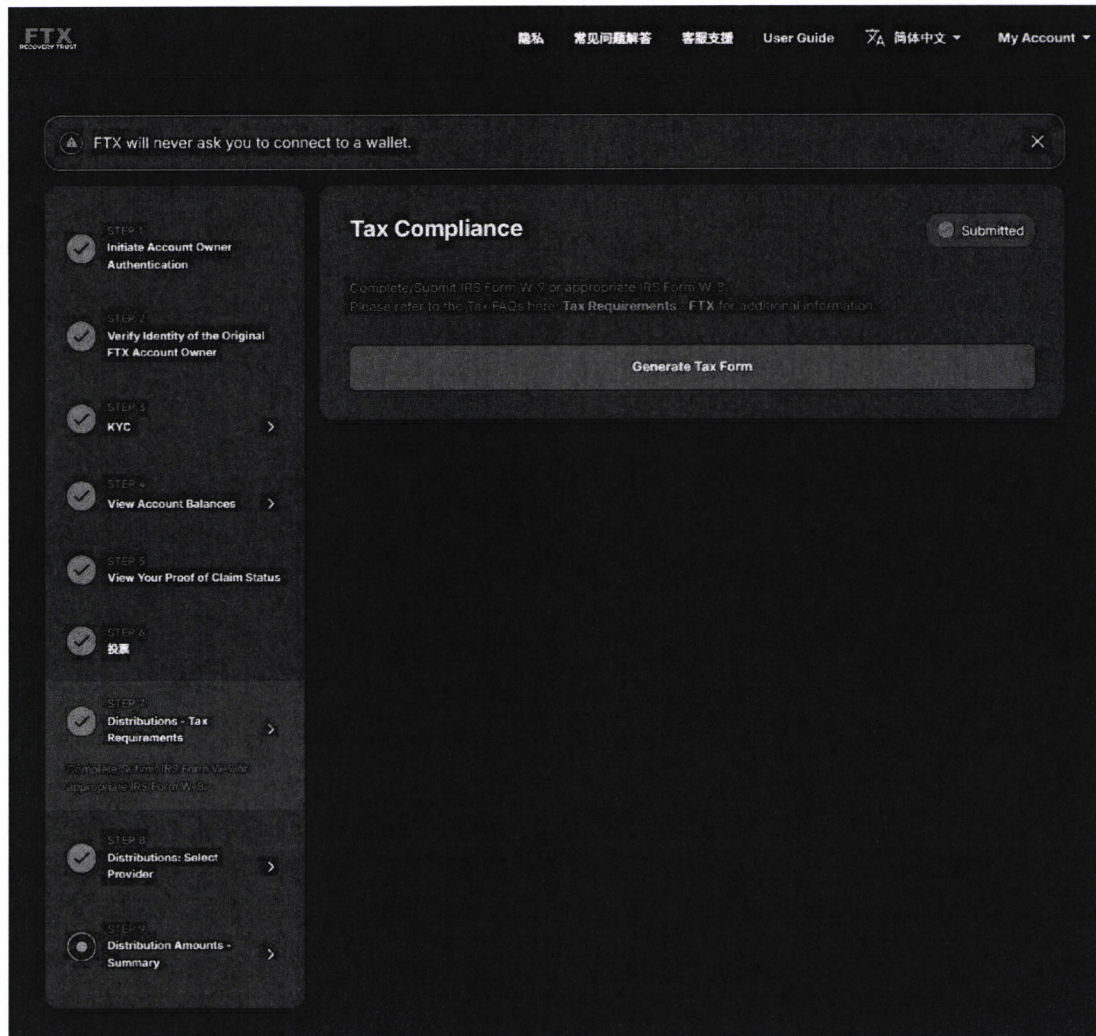 FTX
RECOVERY TRUST
隐私
常见问题解答
客服支援
User Guide
简体中文
My Account
FTX will never ask you to connect to a wallet.
STEP 1
Initiate Account Owner
Authentication
STEP 2
Verify Identity of the Original
FTX Account Owner
STEP 3
KYC
STEP 4
View Account Balances
STEP 5
View Your Proof of Claim Status
STEP 6
投票
STEP 7
Distributions - Tax
Requirements
Complete/Submit IRS Form W-9 or
appropriate IRS Form W-8.
STEP 8
Distributions: Select
Provider
STEP 9
Distribution Amounts -
Summary
Tax Compliance
Submitted
Complete/Submit IRS Form W-9 or appropriate IRS Form W-8.
Please refer to the Tax FAQs here: Tax Requirements - FTX for additional information.
Generate Tax Form